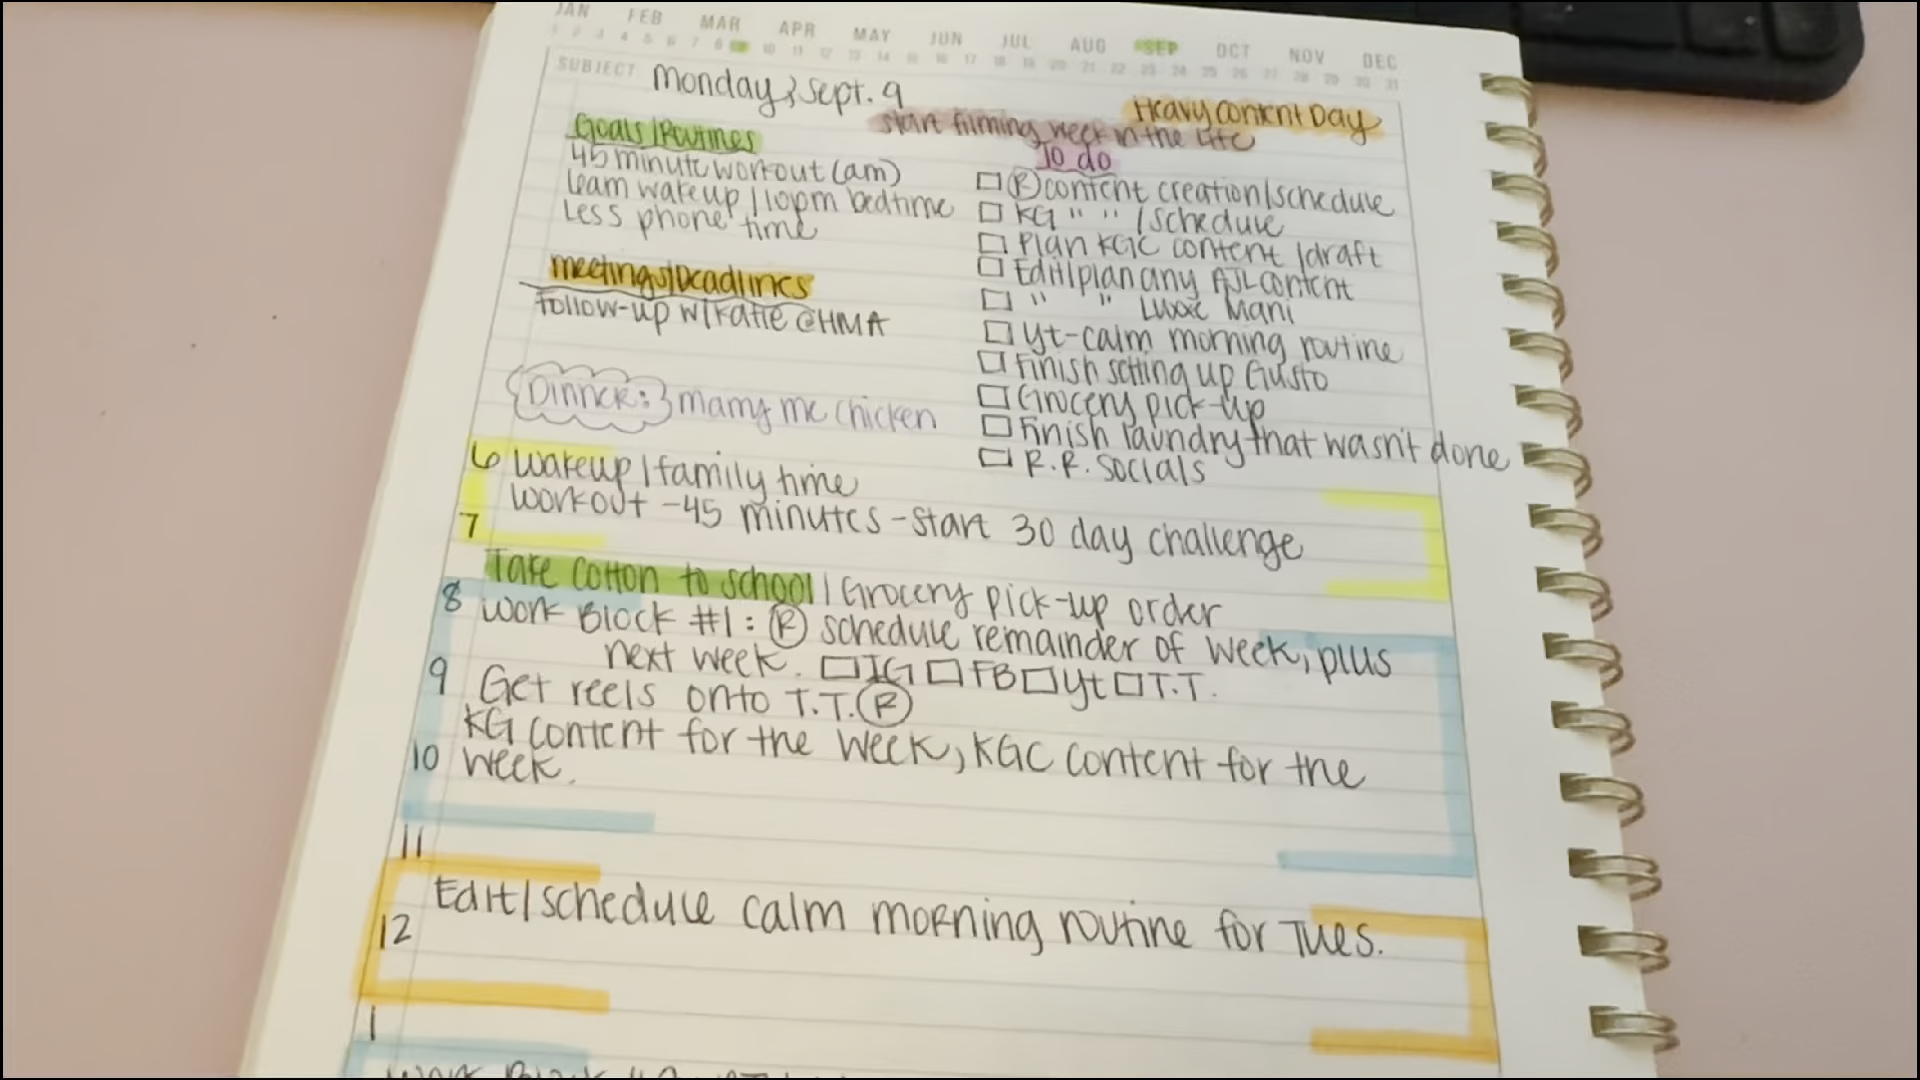 JAN FEB MAR APR MAY JUN JUL AUG SEP OCT NOV DEC
SUBJECT Monday, Sept. 9
Heavy Content Day
start filming week in the life
Goals/Routines
45 minute workout (am)
6am wakeup/10pm bedtime
Less phone time
Meetings/Deadlines
Follow-up w/Katie @HMA
Dinner: Marry me chicken
To do
(R) content creation/schedule
KG " " /schedule
Plan KGC content /draft
Edit/plan any AJL content
" " Luxe Mani
Yt-calm morning routine
Finish setting up Gusto
Grocery pick-up
Finish laundry that wasn't done
R.R. Socials
6 Wakeup/family time
Workout -45 minutes - Start 30 day challenge
7
Take Cotton to school/Grocery pick-up order
8 Work Block #1: (R) schedule remainder of week, plus
next week. IG FB Yt T.T.
9 Get reels onto T.T. (R)
KG content for the week, KGC content for the
10 week.
11
Edit/schedule calm morning routine for Tues.
12
1
Work Block